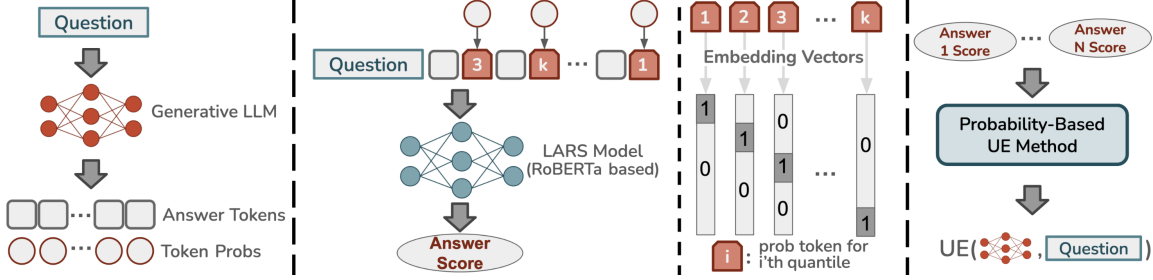 Question
Generative LLM
... Answer Tokens
... Token Probs
Question 3 k ... 1
LARS Model
(RoBERTa based)
Answer
Score
1 2 3 ... k
Embedding Vectors
1
0
1
0
0
1
0
...
0
1
i : prob token for
i'th quantile
Answer
1 Score
...
Answer
N Score
Probability-Based
UE Method
UE( , Question )